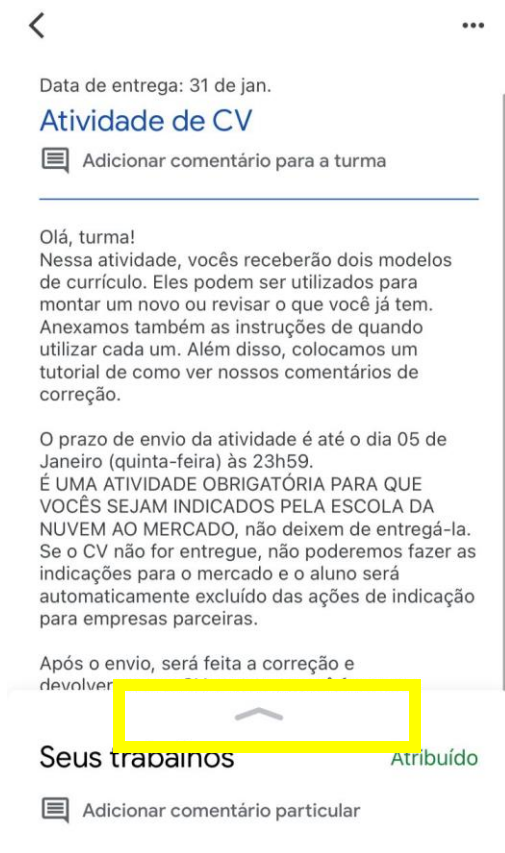 Data de entrega: 31 de jan.
Atividade de CV
Adicionar comentário para a turma
Olá, turma!
Nessa atividade, vocês receberão dois modelos
de currículo. Eles podem ser utilizados para
montar um novo ou revisar o que você já tem.
Anexamos também as instruções de quando
utilizar cada um. Além disso, colocamos um
tutorial de como ver nossos comentários de
correção.
O prazo de envio da atividade é até o dia 05 de
Janeiro (quinta-feira) às 23h59.
É UMA ATIVIDADE OBRIGATÓRIA PARA QUE
VOCÊS SEJAM INDICADOS PELA ESCOLA DA
NUVEM AO MERCADO, não deixem de entregá-la.
Se o CV não for entregue, não poderemos fazer as
indicações para o mercado e o aluno será
automaticamente excluído das ações de indicação
para empresas parceiras.
Após o envio, será feita a correção e
Seus trabalhos
Atribuído
Adicionar comentário particular